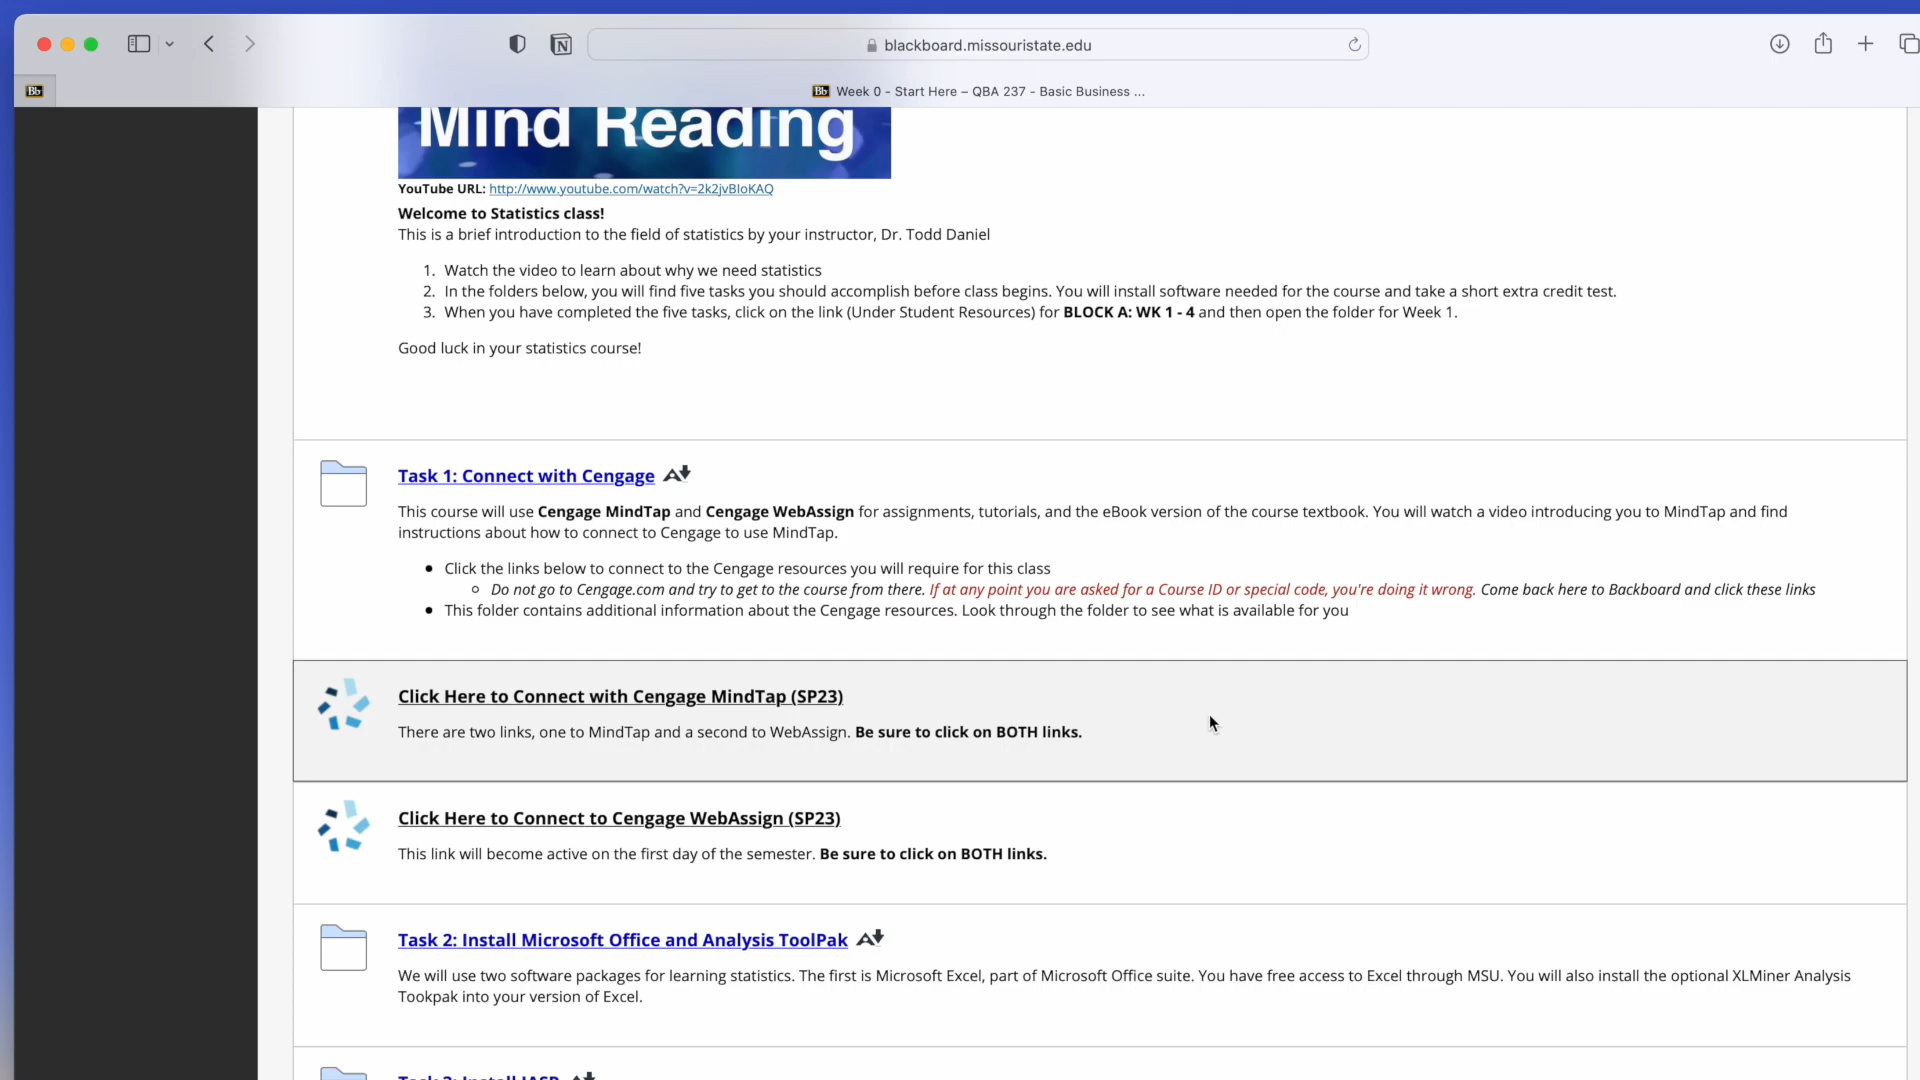 blackboard.missouristate.edu
Bb
Bb Week 0 - Start Here – QBA 237 - Basic Business ...
Mind Reading
YouTube URL: http://www.youtube.com/watch?v=2k2jvBIoKAQ
Welcome to Statistics class!
This is a brief introduction to the field of statistics by your instructor, Dr. Todd Daniel
1. Watch the video to learn about why we need statistics
2. In the folders below, you will find five tasks you should accomplish before class begins. You will install software needed for the course and take a short extra credit test.
3. When you have completed the five tasks, click on the link (Under Student Resources) for BLOCK A: WK 1 - 4 and then open the folder for Week 1.
Good luck in your statistics course!
Task 1: Connect with Cengage
This course will use Cengage MindTap and Cengage WebAssign for assignments, tutorials, and the eBook version of the course textbook. You will watch a video introducing you to MindTap and find
instructions about how to connect to Cengage to use MindTap.
Click the links below to connect to the Cengage resources you will require for this class
Do not go to Cengage.com and try to get to the course from there. If at any point you are asked for a Course ID or special code, you're doing it wrong. Come back here to Backboard and click these links
This folder contains additional information about the Cengage resources. Look through the folder to see what is available for you
Click Here to Connect with Cengage MindTap (SP23)
There are two links, one to MindTap and a second to WebAssign. Be sure to click on BOTH links.
Click Here to Connect to Cengage WebAssign (SP23)
This link will become active on the first day of the semester. Be sure to click on BOTH links.
Task 2: Install Microsoft Office and Analysis ToolPak
We will use two software packages for learning statistics. The first is Microsoft Excel, part of Microsoft Office suite. You have free access to Excel through MSU. You will also install the optional XLMiner Analysis
Tookpak into your version of Excel.
Task 3: Install JASP